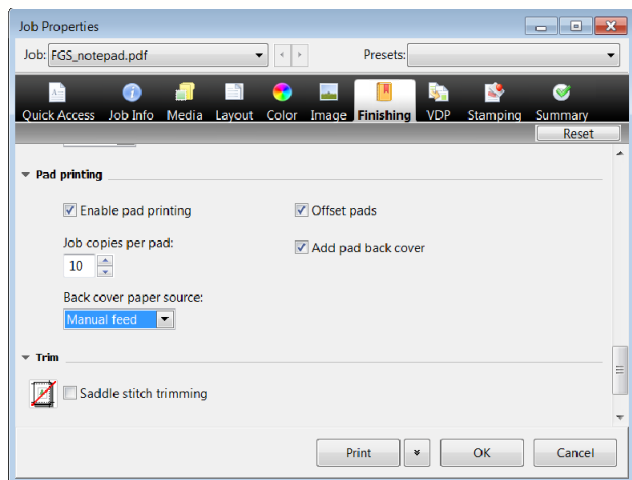 Job Properties
Job: FGS_notepad.pdf Presets:
Quick Access Job Info Media Layout Color Image Finishing VDP Stamping Summary
Reset
Pad printing
Enable pad printing Offset pads
Job copies per pad: Add pad back cover
10
Back cover paper source:
Manual feed
Trim
Saddle stitch trimming
Print OK Cancel